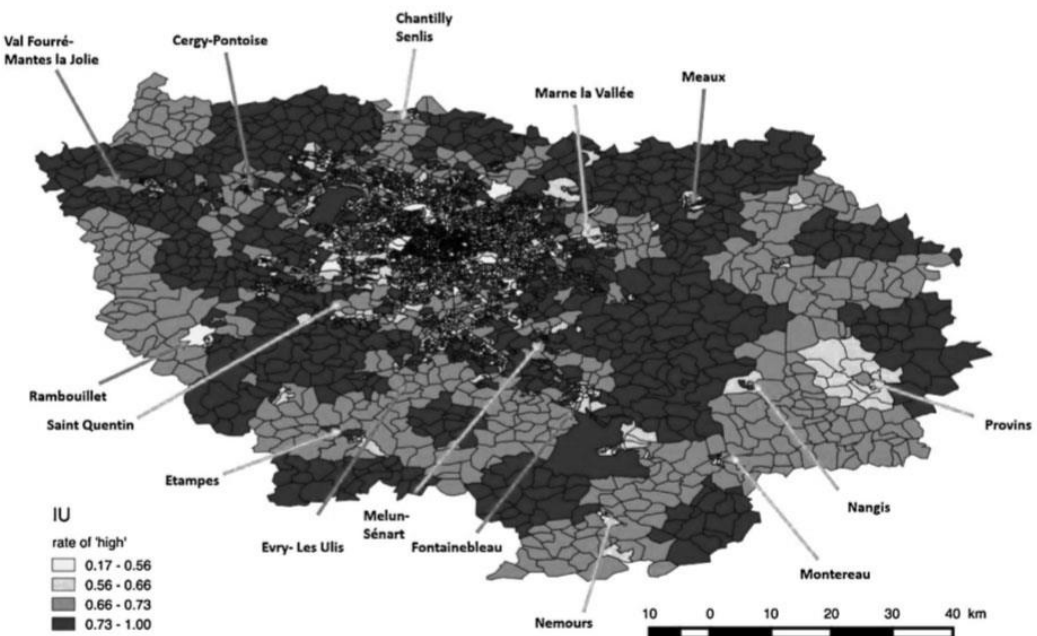 Chantilly
Senlis
Val Fourré-
Mantes la Jolie
Cergy-Pontoise
Marne la Vallée
Meaux
Rambouillet
Saint Quentin
Etampes
Evry- Les Ulis
Melun-
Sénart
Fontainebleau
Nemours
Montereau
Nangis
Provins
IU
rate of 'high'
0.17 - 0.56
0.56 - 0.66
0.66 - 0.73
0.73 - 1.00
10 0 10 20 30 40 km